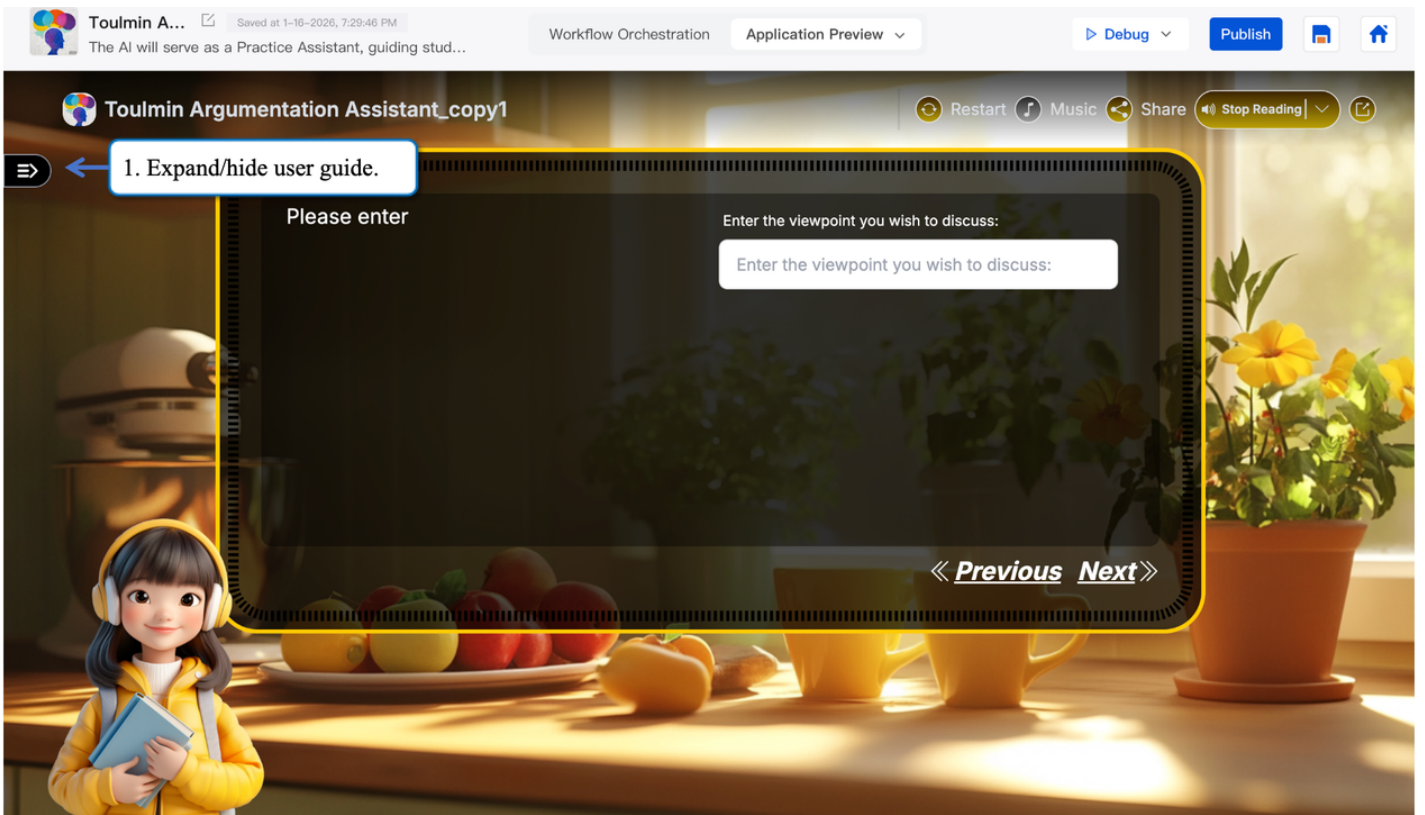 Toulmin A...
Saved at 1-16-2026, 7:29:46 PM
The AI will serve as a Practice Assistant, guiding stud...
Workflow Orchestration
Application Preview
Debug
Publish
Toulmin Argumentation Assistant_copy1
Restart
Music
Share
Stop Reading
1. Expand/hide user guide.
Please enter
Enter the viewpoint you wish to discuss:
Enter the viewpoint you wish to discuss:
Previous
Next